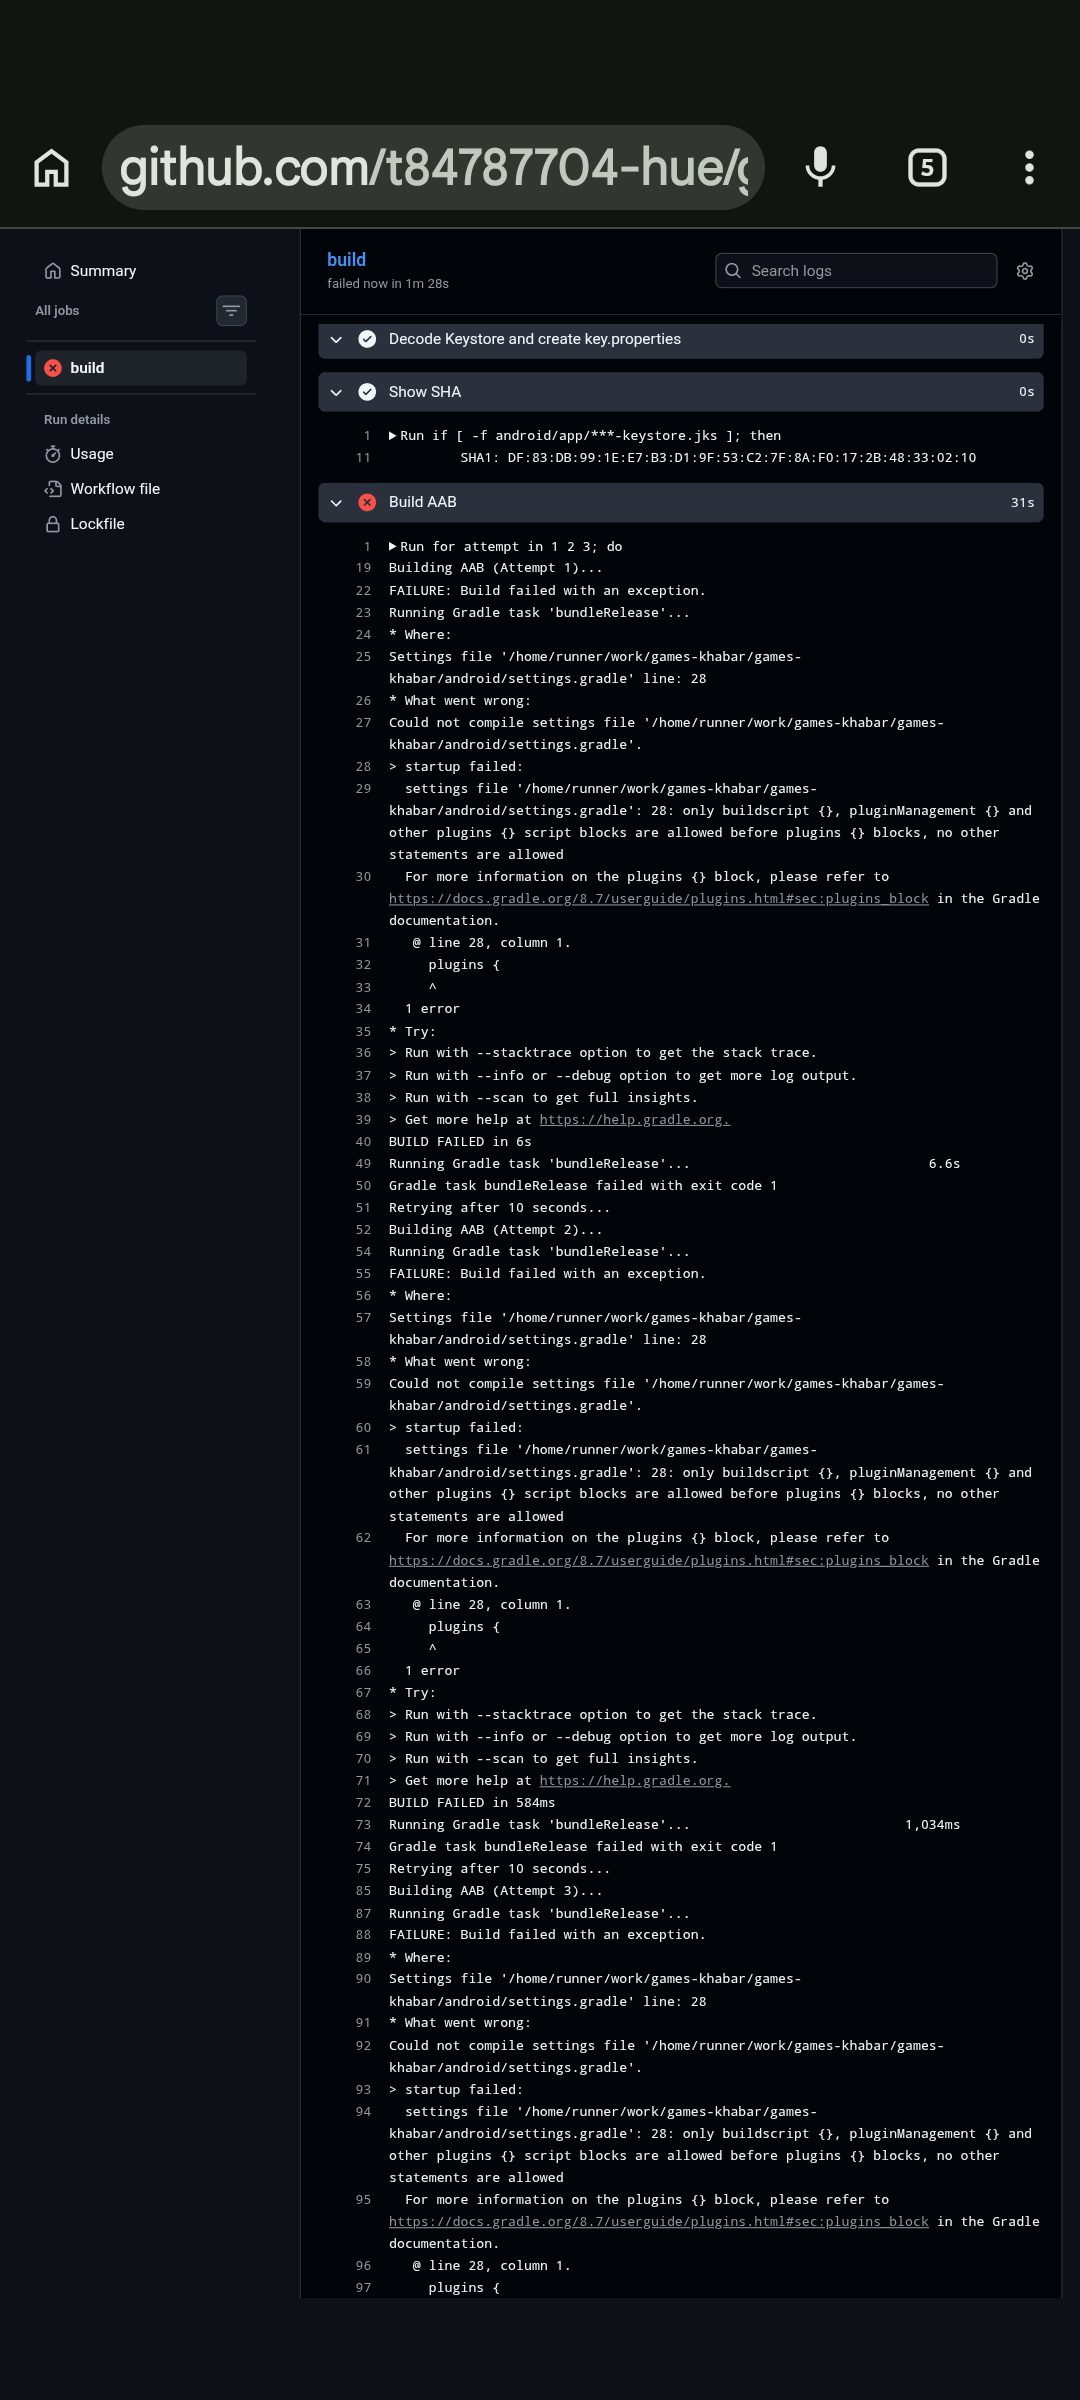 github.com/t84787704-hue/g
5
Summary
All jobs
build
Run details
Usage
Workflow file
Lockfile
build
failed now in 1m 28s
Search logs
Decode Keystore and create key.properties 0s
Show SHA 0s
1 Run if [ -f android/app/***-keystore.jks ]; then
11 SHA1: DF:83:DB:99:1E:E7:B3:D1:9F:53:C2:7F:8A:F0:17:2B:48:33:02:10
Build AAB 31s
1 Run for attempt in 1 2 3; do
19 Building AAB (Attempt 1)...
22 FAILURE: Build failed with an exception.
23 Running Gradle task 'bundleRelease'...
24 * Where:
25 Settings file '/home/runner/work/games-khabar/games-
khabar/android/settings.gradle' line: 28
26 * What went wrong:
27 Could not compile settings file '/home/runner/work/games-khabar/games-
khabar/android/settings.gradle'.
28 > startup failed:
29 settings file '/home/runner/work/games-khabar/games-
khabar/android/settings.gradle': 28: only buildscript {}, pluginManagement {} and
other plugins {} script blocks are allowed before plugins {} blocks, no other
statements are allowed
30 For more information on the plugins {} block, please refer to
https://docs.gradle.org/8.7/userguide/plugins.html#sec:plugins_block in the Gradle
documentation.
31 @ line 28, column 1.
32 plugins {
33 ^
34 1 error
35 * Try:
36 > Run with --stacktrace option to get the stack trace.
37 > Run with --info or --debug option to get more log output.
38 > Run with --scan to get full insights.
39 > Get more help at https://help.gradle.org.
40 BUILD FAILED in 6s
49 Running Gradle task 'bundleRelease'... 6.6s
50 Gradle task bundleRelease failed with exit code 1
51 Retrying after 10 seconds...
52 Building AAB (Attempt 2)...
54 Running Gradle task 'bundleRelease'...
55 FAILURE: Build failed with an exception.
56 * Where:
57 Settings file '/home/runner/work/games-khabar/games-
khabar/android/settings.gradle' line: 28
58 * What went wrong:
59 Could not compile settings file '/home/runner/work/games-khabar/games-
khabar/android/settings.gradle'.
60 > startup failed:
61 settings file '/home/runner/work/games-khabar/games-
khabar/android/settings.gradle': 28: only buildscript {}, pluginManagement {} and
other plugins {} script blocks are allowed before plugins {} blocks, no other
statements are allowed
62 For more information on the plugins {} block, please refer to
https://docs.gradle.org/8.7/userguide/plugins.html#sec:plugins_block in the Gradle
documentation.
63 @ line 28, column 1.
64 plugins {
65 ^
66 1 error
67 * Try:
68 > Run with --stacktrace option to get the stack trace.
69 > Run with --info or --debug option to get more log output.
70 > Run with --scan to get full insights.
71 > Get more help at https://help.gradle.org.
72 BUILD FAILED in 584ms
73 Running Gradle task 'bundleRelease'... 1,034ms
74 Gradle task bundleRelease failed with exit code 1
75 Retrying after 10 seconds...
85 Building AAB (Attempt 3)...
87 Running Gradle task 'bundleRelease'...
88 FAILURE: Build failed with an exception.
89 * Where:
90 Settings file '/home/runner/work/games-khabar/games-
khabar/android/settings.gradle' line: 28
91 * What went wrong:
92 Could not compile settings file '/home/runner/work/games-khabar/games-
khabar/android/settings.gradle'.
93 > startup failed:
94 settings file '/home/runner/work/games-khabar/games-
khabar/android/settings.gradle': 28: only buildscript {}, pluginManagement {} and
other plugins {} script blocks are allowed before plugins {} blocks, no other
statements are allowed
95 For more information on the plugins {} block, please refer to
https://docs.gradle.org/8.7/userguide/plugins.html#sec:plugins_block in the Gradle
documentation.
96 @ line 28, column 1.
97 plugins {